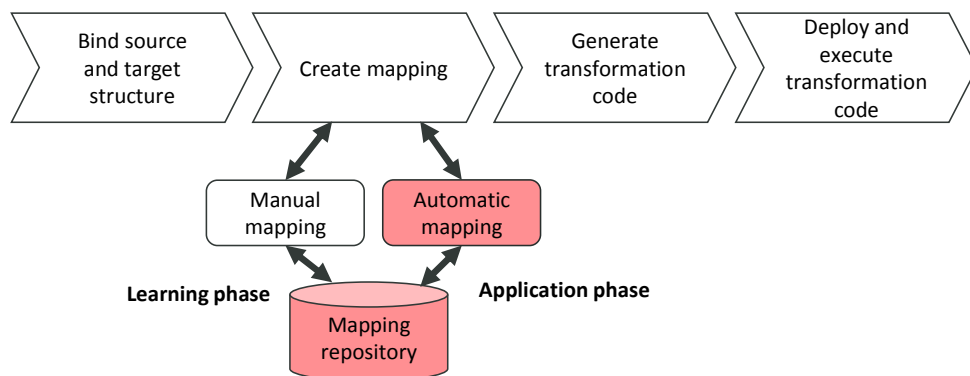 Bind source
and target
structure
Create mapping
Generate
transformation
code
Deploy and
execute
transformation
code
Manual
mapping
Automatic
mapping
Learning phase
Application phase
Mapping
repository